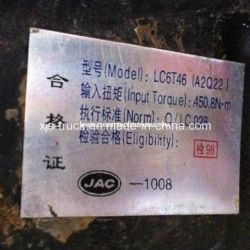 合格证
型号(Model): LC6T46 (A2Q22)
输入扭矩(Input Torque): 450.8N·m
执行标准(Norm): Q/LC 028
检验合格(Eligibihty): 检98
JAC —1008
xjs-truck.en.made-in-china.com